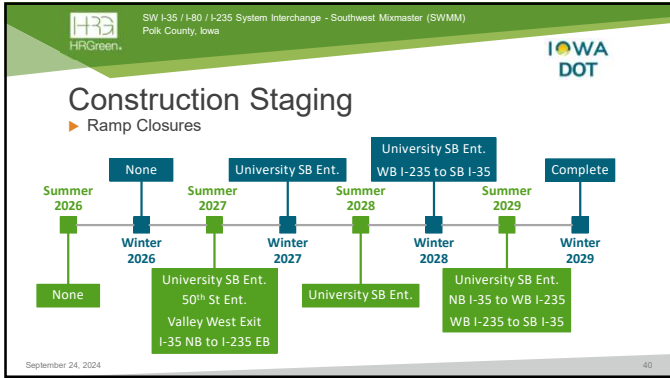 HRG
HRGreen.
SW I-35 / I-80 / I-235 System Interchange - Southwest Mixmaster (SWMM)
Polk County, Iowa
IOWA
DOT
Construction Staging
Ramp Closures
None
University SB Ent.
University SB Ent.
WB I-235 to SB I-35
Complete
Summer
2026
Summer
2027
Summer
2028
Summer
2029
Winter
2026
Winter
2027
Winter
2028
Winter
2029
None
University SB Ent.
50th St Ent.
Valley West Exit
I-35 NB to I-235 EB
University SB Ent.
University SB Ent.
NB I-35 to WB I-235
WB I-235 to SB I-35
September 24, 2024
40